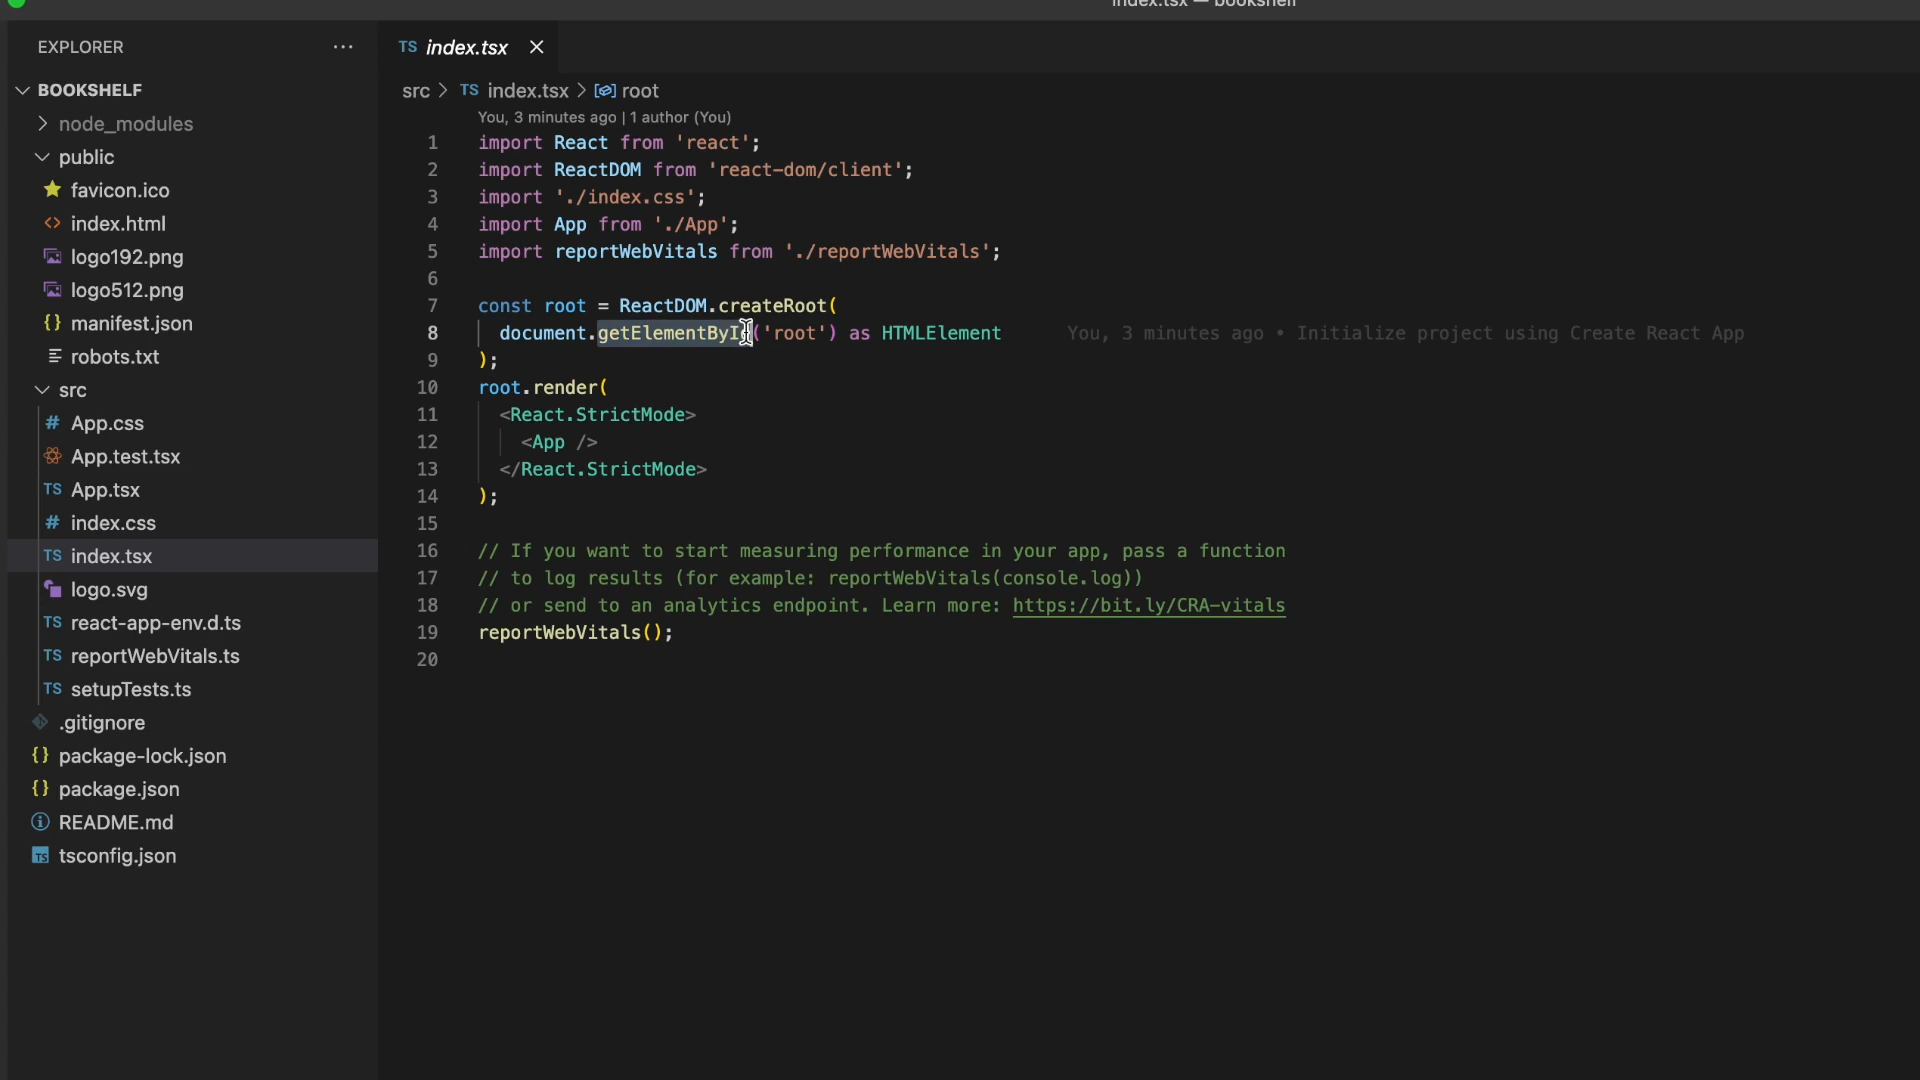 index.tsx — bookshelf
EXPLORER
BOOKSHELF
node_modules
public
favicon.ico
<> index.html
logo192.png
logo512.png
{} manifest.json
robots.txt
src
# App.css
App.test.tsx
TS App.tsx
# index.css
TS index.tsx
logo.svg
TS react-app-env.d.ts
TS reportWebVitals.ts
TS setupTests.ts
.gitignore
{} package-lock.json
{} package.json
README.md
TS tsconfig.json
TS index.tsx
src > TS index.tsx > root
You, 3 minutes ago | 1 author (You)
1 import React from 'react';
2 import ReactDOM from 'react-dom/client';
3 import './index.css';
4 import App from './App';
5 import reportWebVitals from './reportWebVitals';
6
7 const root = ReactDOM.createRoot(
8 document.getElementById('root') as HTMLElement You, 3 minutes ago • Initialize project using Create React App
9 );
10 root.render(
11 <React.StrictMode>
12 <App />
13 </React.StrictMode>
14 );
15
16 // If you want to start measuring performance in your app, pass a function
17 // to log results (for example: reportWebVitals(console.log))
18 // or send to an analytics endpoint. Learn more: https://bit.ly/CRA-vitals
19 reportWebVitals();
20